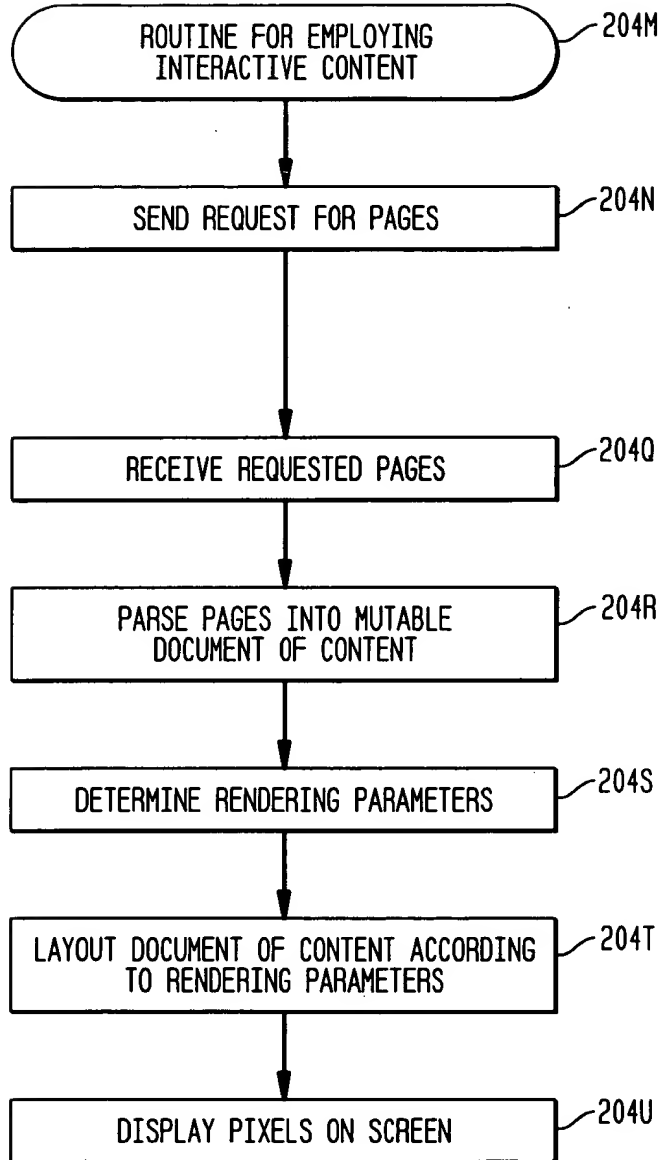 ROUTINE FOR EMPLOYING
INTERACTIVE CONTENT
204M
SEND REQUEST FOR PAGES
204N
RECEIVE REQUESTED PAGES
204Q
PARSE PAGES INTO MUTABLE
DOCUMENT OF CONTENT
204R
DETERMINE RENDERING PARAMETERS
204S
LAYOUT DOCUMENT OF CONTENT ACCORDING
TO RENDERING PARAMETERS
204T
DISPLAY PIXELS ON SCREEN
204U